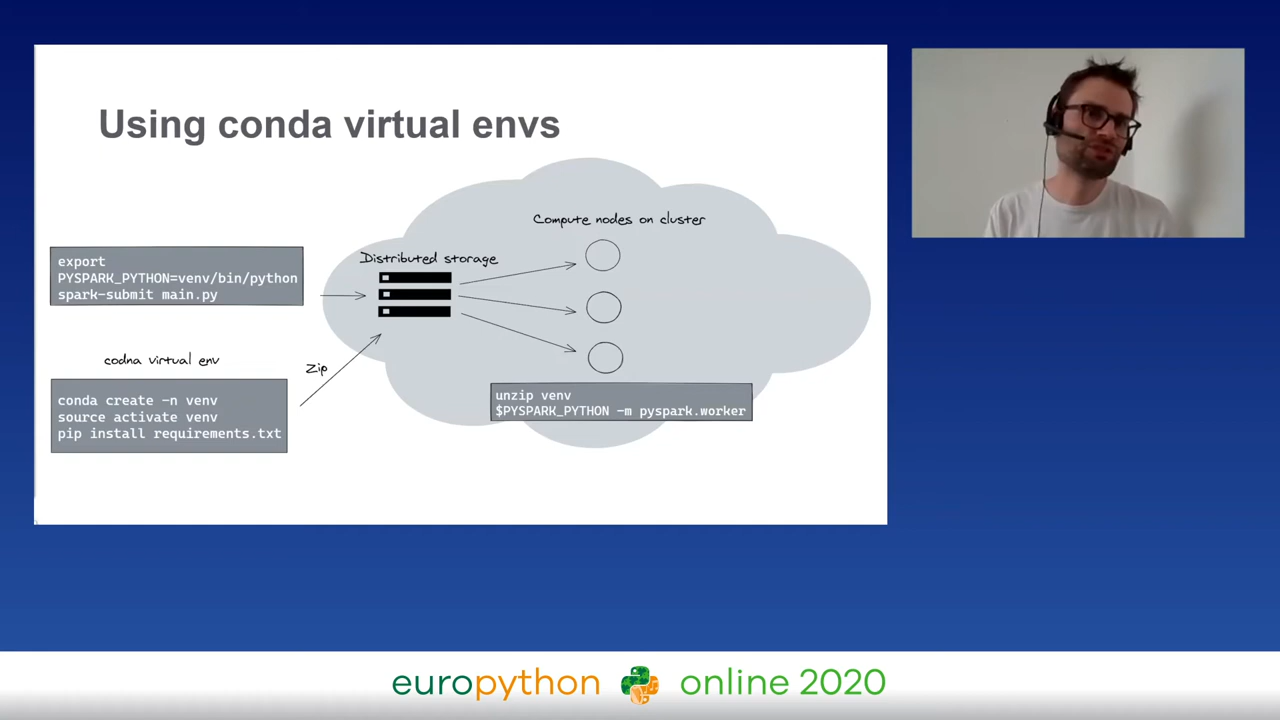 Using conda virtual envs
Compute nodes on cluster
Distributed storage
export
PYSPARK_PYTHON=venv/bin/python
spark-submit main.py
codna virtual env
Zip
conda create -n venv
source activate venv
pip install requirements.txt
unzip venv
$PYSPARK_PYTHON -m pyspark.worker
europython online 2020